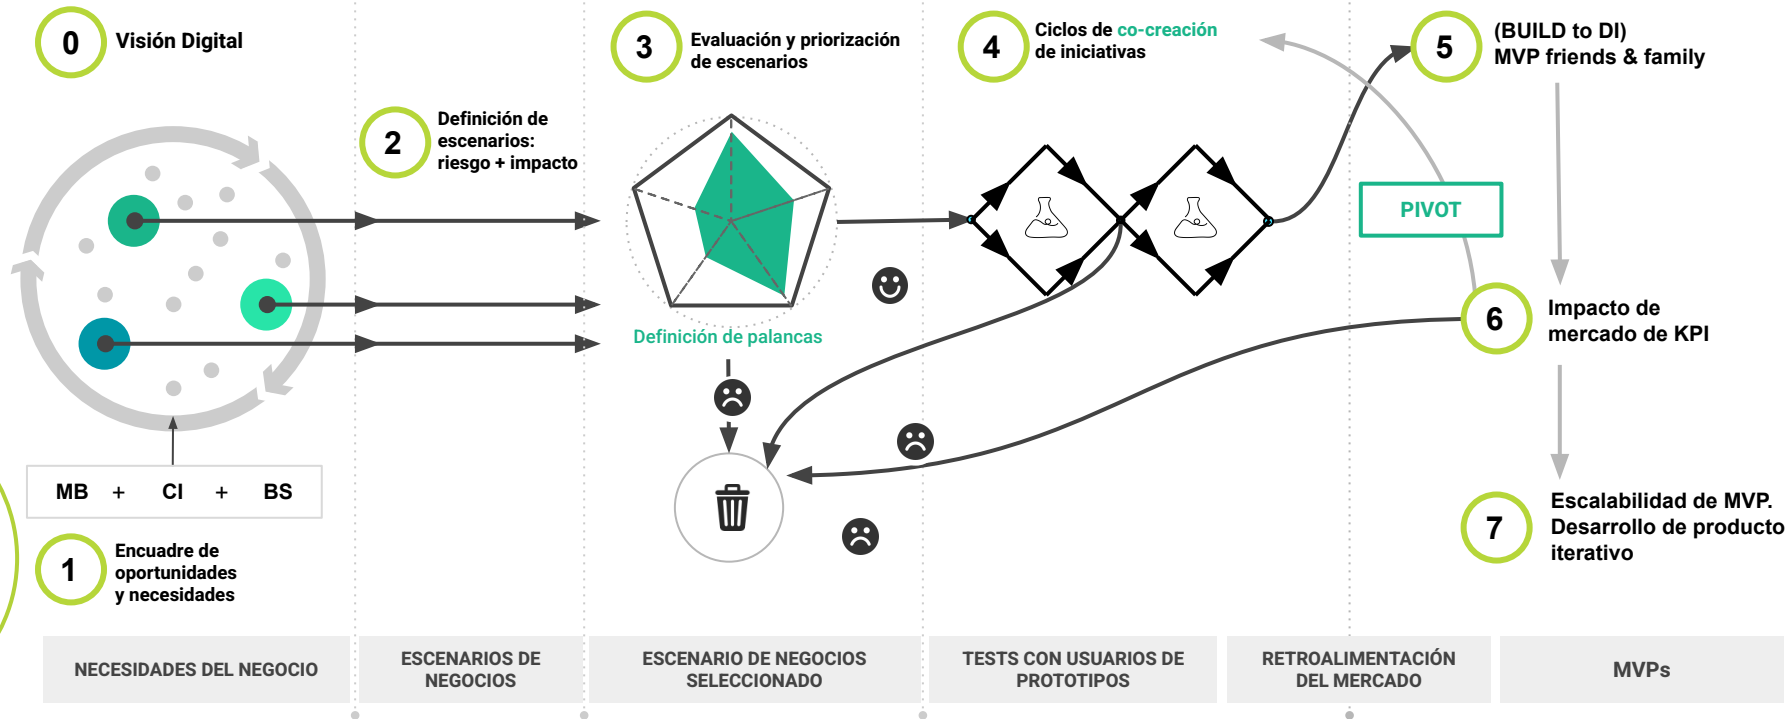 0
Visión Digital
MB + CI + BS
1
Encuadre de
oportunidades
y necesidades
2
Definición de
escenarios:
riesgo + impacto
3
Evaluación y priorización
de escenarios
Definición de palancas
4
Ciclos de co-creación
de iniciativas
5
(BUILD to DI)
MVP friends & family
PIVOT
6
Impacto de
mercado de KPI
7
Escalabilidad de MVP.
Desarrollo de producto
iterativo
NECESIDADES DEL NEGOCIO
ESCENARIOS DE
NEGOCIOS
ESCENARIO DE NEGOCIOS
SELECCIONADO
TESTS CON USUARIOS DE
PROTOTIPOS
RETROALIMENTACIÓN
DEL MERCADO
MVPs